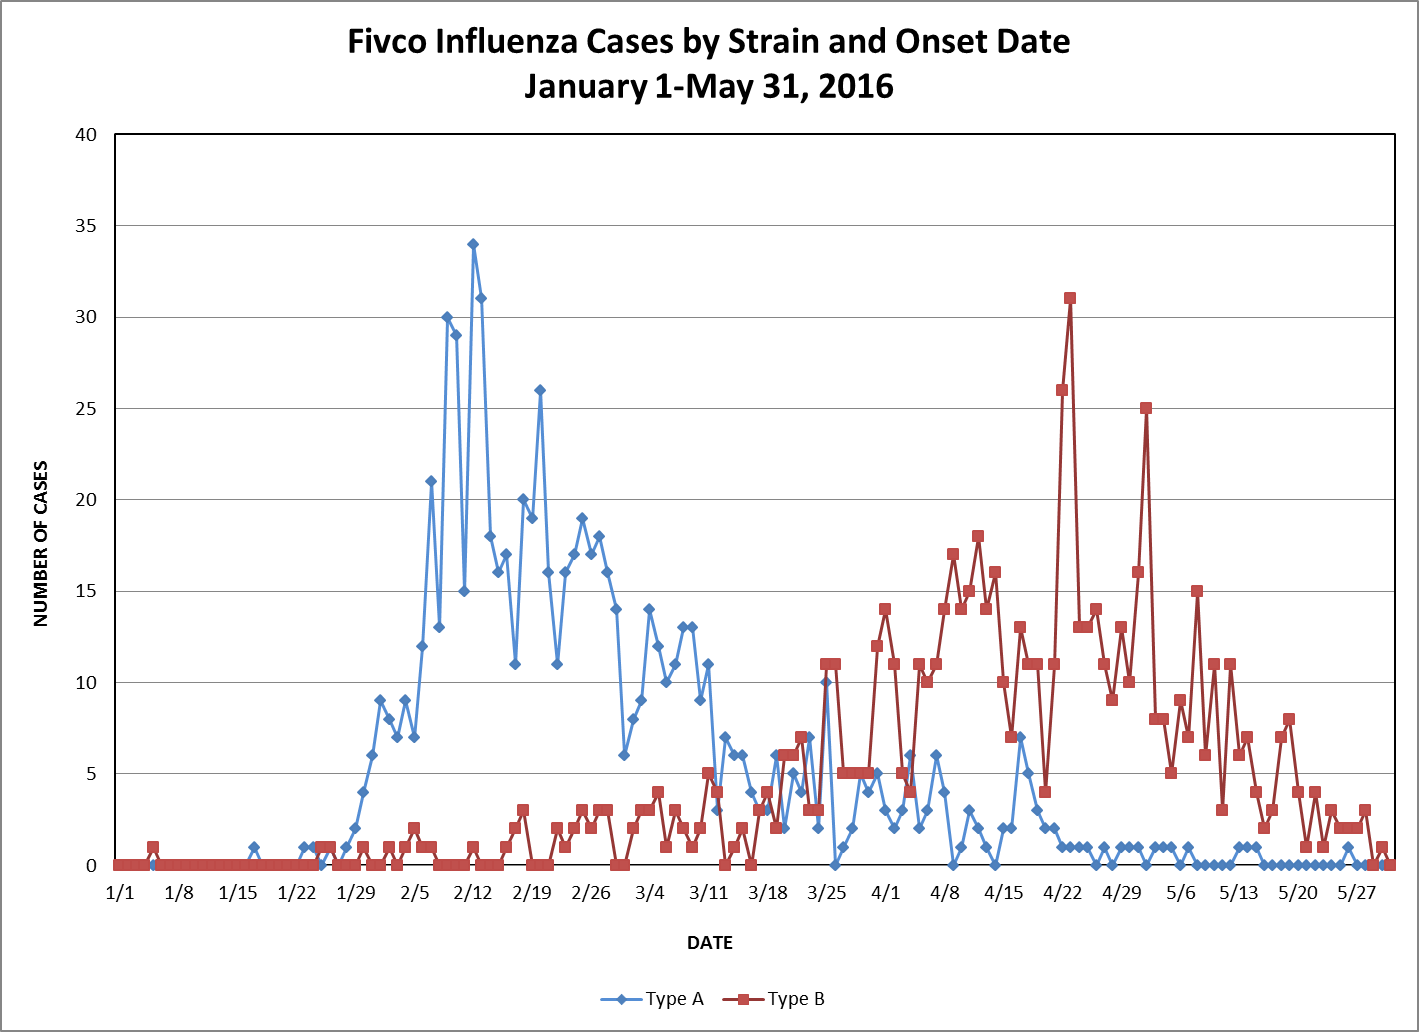 Fivco Influenza Cases by Strain and Onset Date
January 1-May 31, 2016
40
35
30
25
20
15
10
5
0
NUMBER OF CASES
1/1 1/8 1/15 1/22 1/29 2/5 2/12 2/19 2/26 3/4 3/11 3/18 3/25 4/1 4/8 4/15 4/22 4/29 5/6 5/13 5/20 5/27
DATE
Type A Type B